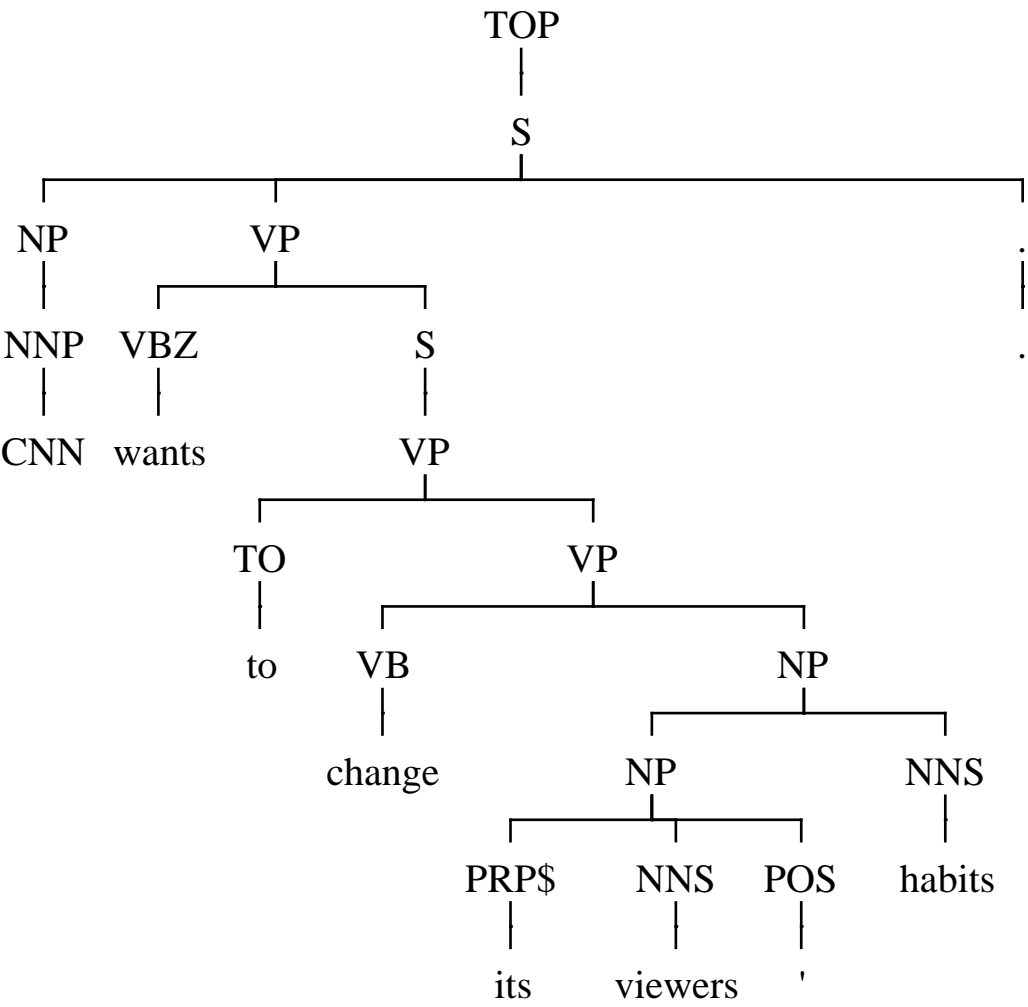 TOP
S
NP VP .
NNP VBZ S .
CNN wants VP
TO VP
to VB NP
change NP NNS
PRP$ NNS POS habits
its viewers '